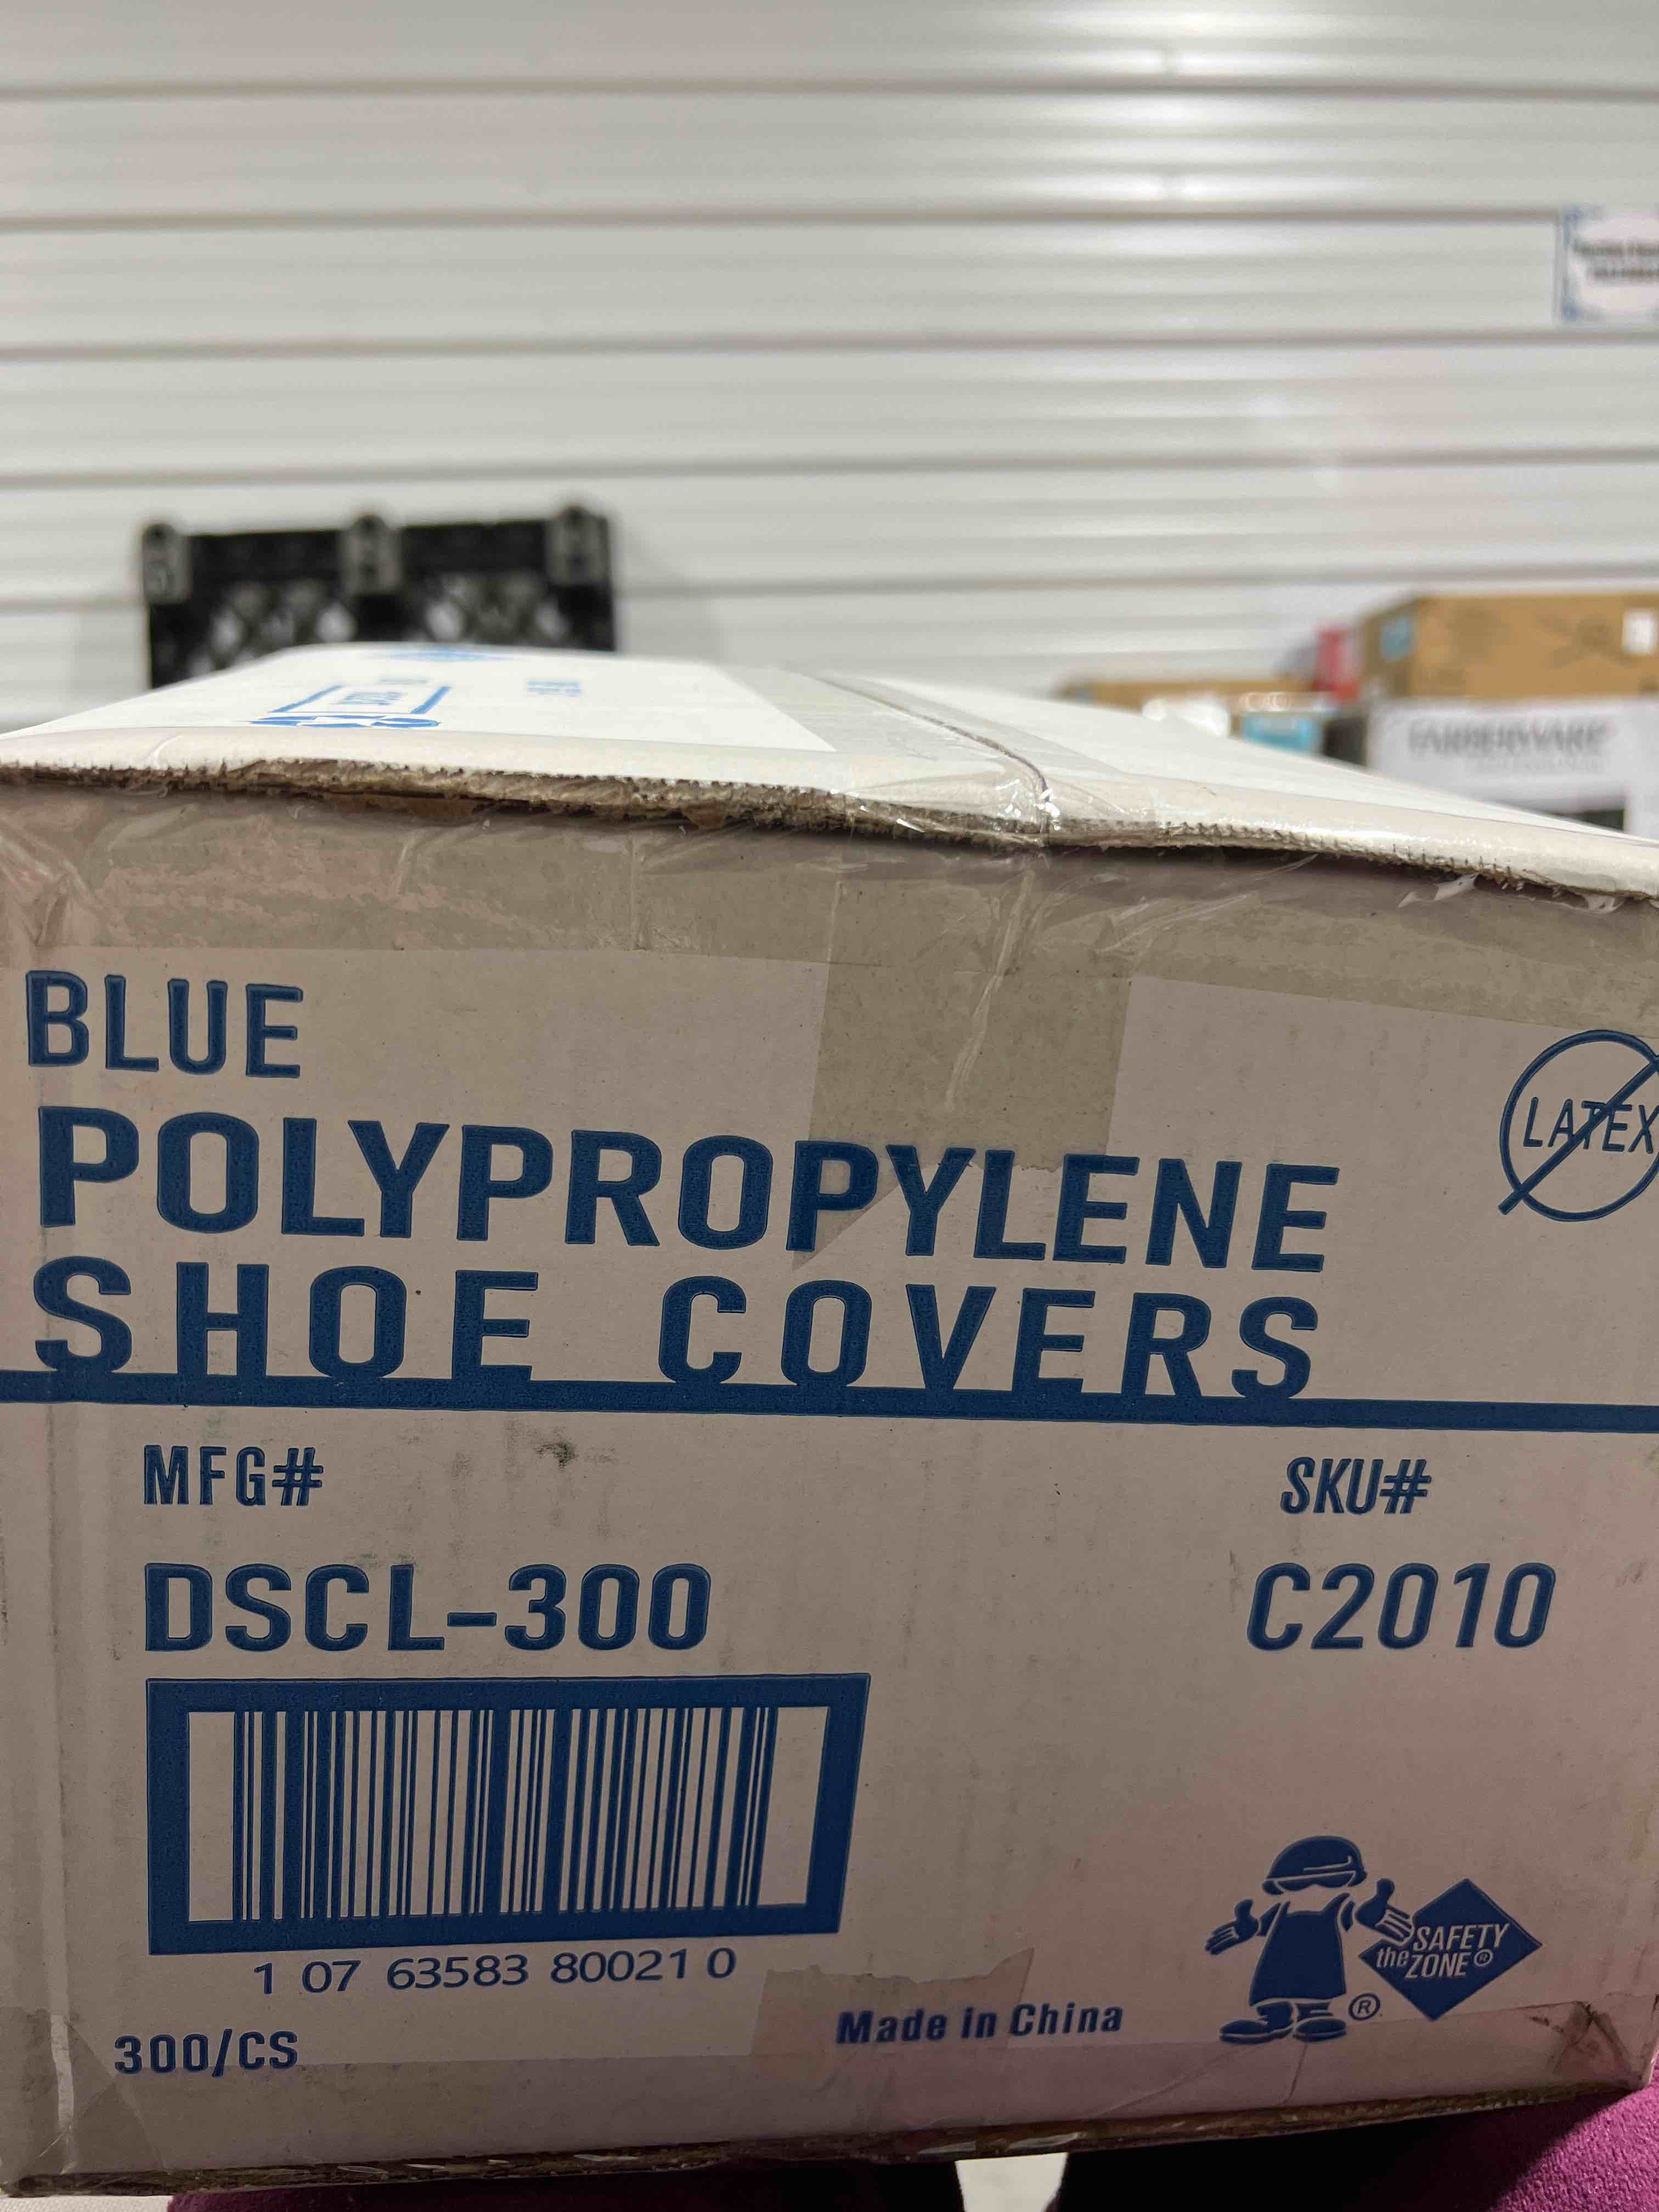 FARBERWARE
BLUE
POLYPROPYLENE
SHOE COVERS
LATEX
MFG#
SKU#
DSCL-300
C2010
1 07 63583 80021 0
SAFETY
the ZONE®
®
Made in China
300/CS